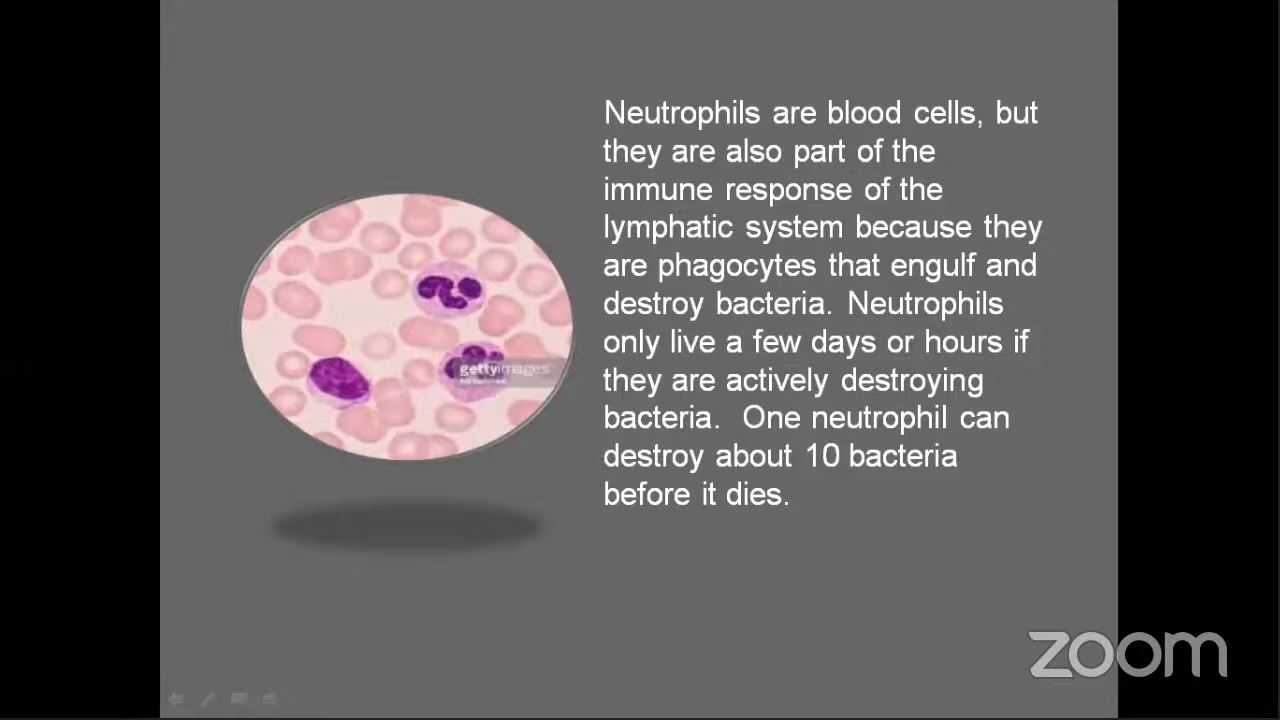 Neutrophils are blood cells, but
they are also part of the
immune response of the
lymphatic system because they
are phagocytes that engulf and
destroy bacteria. Neutrophils
only live a few days or hours if
they are actively destroying
bacteria. One neutrophil can
destroy about 10 bacteria
before it dies.
gettyimages
zoom